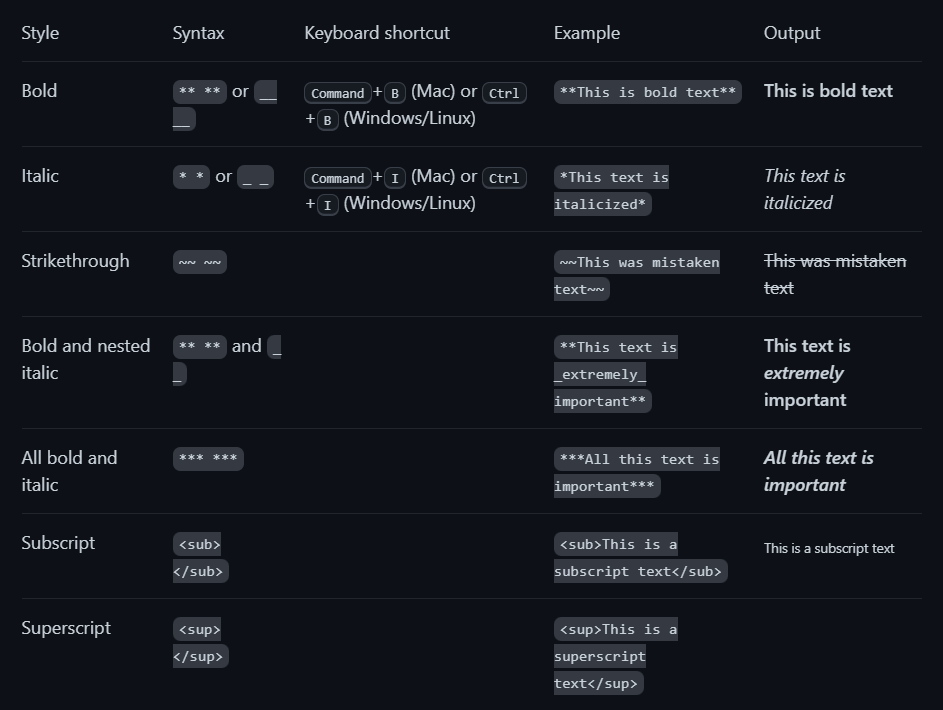 Style Syntax Keyboard shortcut Example Output
Bold ** ** or __ Command+B (Mac) or Ctrl **This is bold text** This is bold text
__ +B (Windows/Linux)
Italic * * or _ _ Command+I (Mac) or Ctrl *This text is This text is
+I (Windows/Linux) italicized* italicized
Strikethrough ~~ ~~ ~~This was mistaken This was mistaken
text~~ text
Bold and nested ** ** and _ **This text is This text is
italic _ _extremely_ extremely
important** important
All bold and *** *** ***All this text is All this text is
italic important*** important
Subscript <sub> <sub>This is a This is a subscript text
</sub> subscript text</sub>
Superscript <sup> <sup>This is a
</sup> superscript
text</sup>